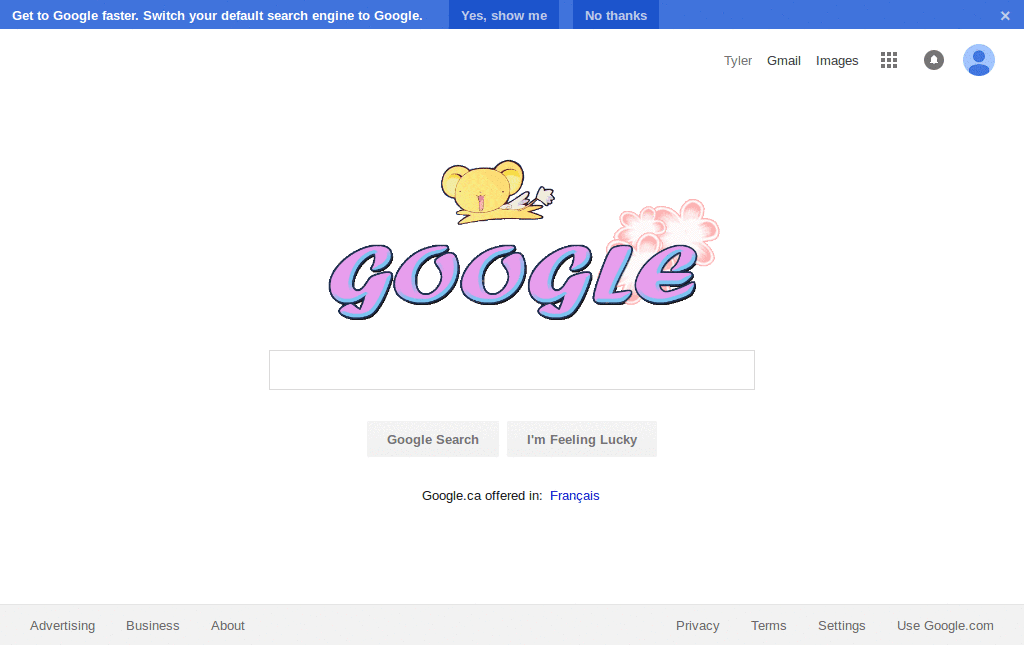 Get to Google faster. Switch your default search engine to Google. Yes, show me No thanks ×
Tyler Gmail Images
GOOGLE
Google Search I'm Feeling Lucky
Google.ca offered in: Français
Advertising Business About Privacy Terms Settings Use Google.com